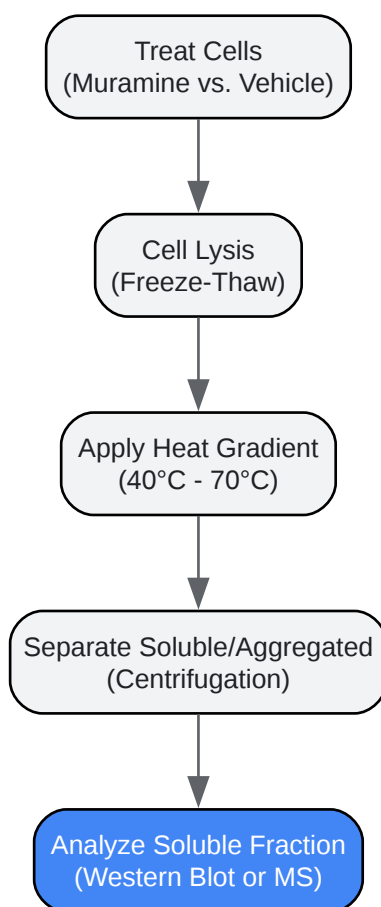 Treat Cells
(Muramine vs. Vehicle)
Cell Lysis
(Freeze-Thaw)
Apply Heat Gradient
(40°C - 70°C)
Separate Soluble/Aggregated
(Centrifugation)
Analyze Soluble Fraction
(Western Blot or MS)